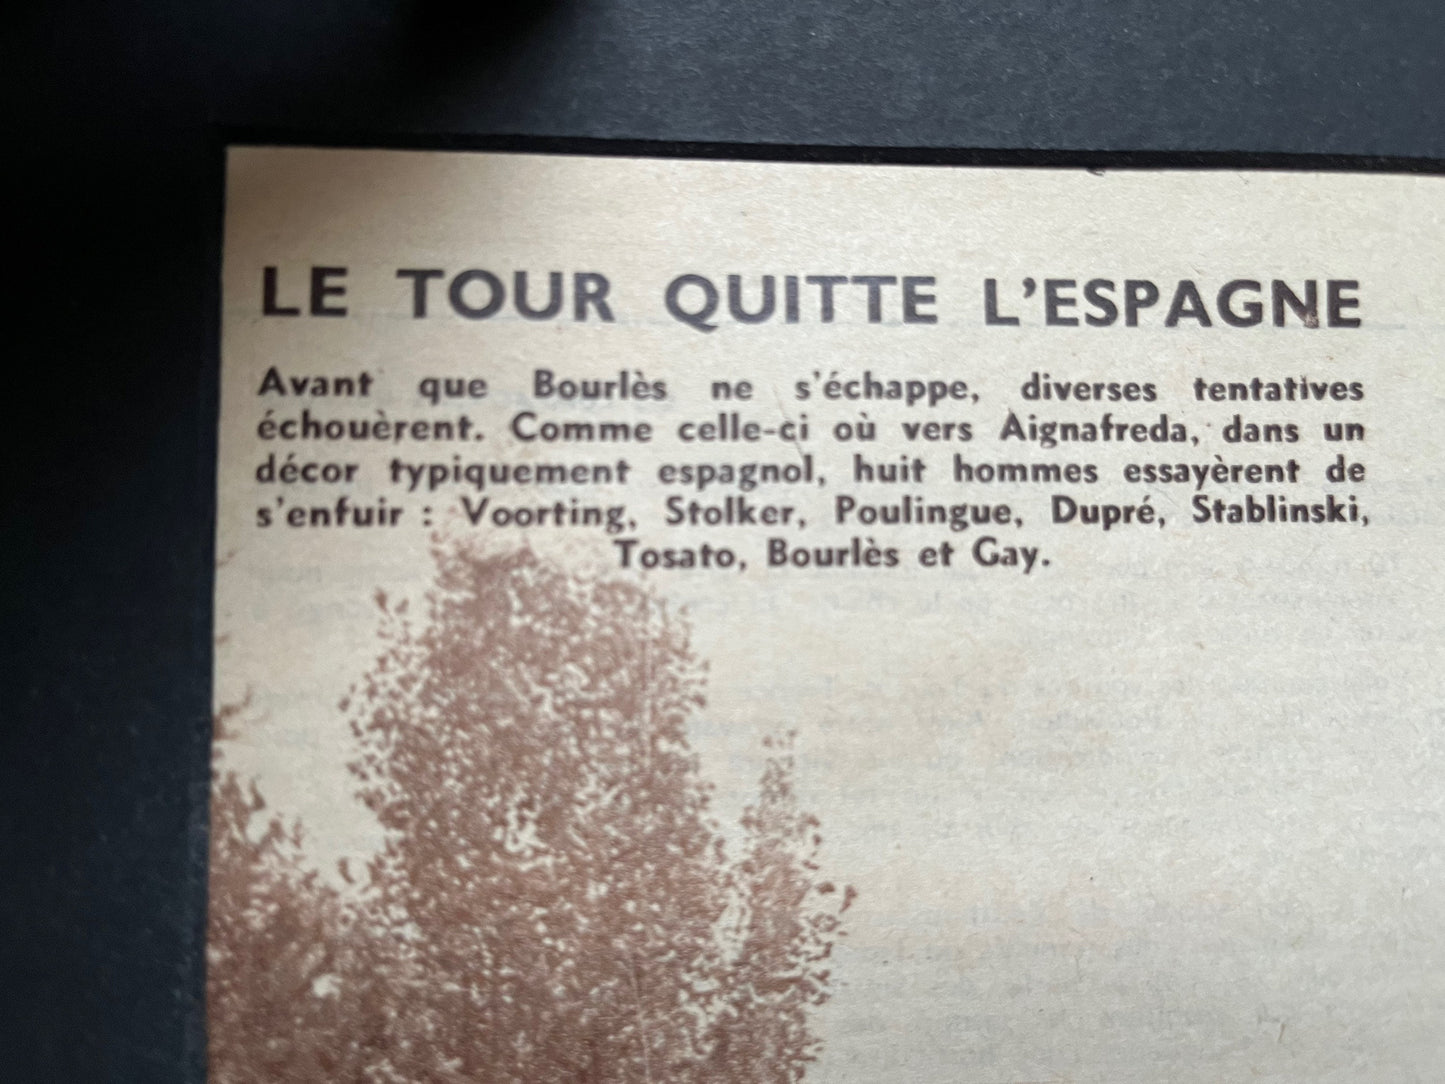 LE TOUR QUITTE L'ESPAGNE
Avant que Bourlès ne s'échappe, diverses tentatives
échouèrent. Comme celle-ci où vers Aignafreda, dans un
décor typiquement espagnol, huit hommes essayèrent de
s'enfuir : Voorting, Stolker, Poulingue, Dupré, Stablinski,
Tosato, Bourlès et Gay.